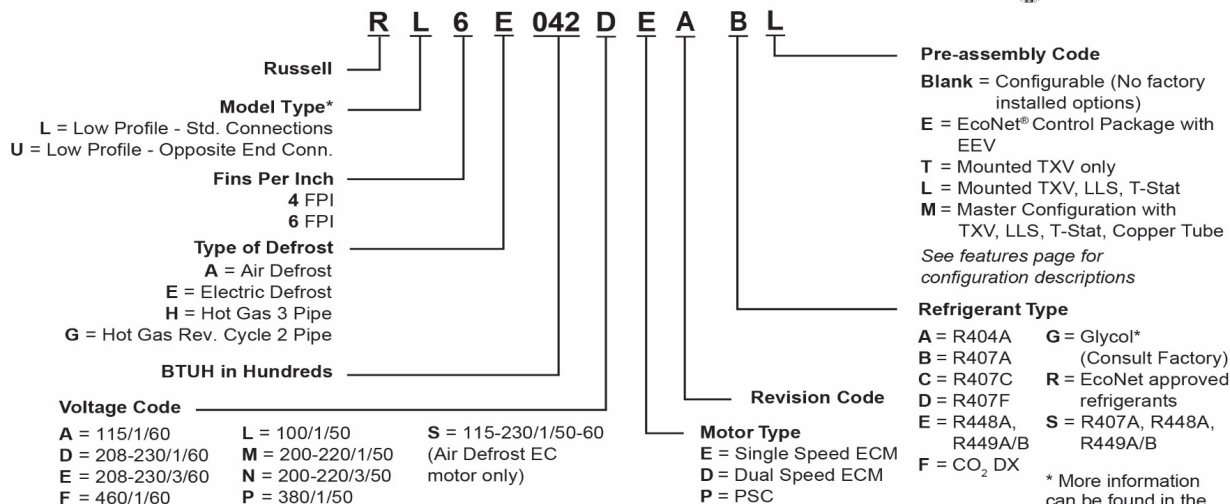 R L 6 E 042 D E A B L
Russell
Model Type*
L = Low Profile - Std. Connections
U = Low Profile - Opposite End Conn.
Fins Per Inch
4 FPI
6 FPI
Type of Defrost
A = Air Defrost
E = Electric Defrost
H = Hot Gas 3 Pipe
G = Hot Gas Rev. Cycle 2 Pipe
BTUH in Hundreds
Voltage Code
A = 115/1/60
D = 208-230/1/60
E = 208-230/3/60
F = 460/1/60
L = 100/1/50
M = 200-220/1/50
N = 200-220/3/50
P = 380/1/50
S = 115-230/1/50-60
(Air Defrost EC
motor only)
Motor Type
E = Single Speed ECM
D = Dual Speed ECM
P = PSC
Revision Code
Pre-assembly Code
Blank = Configurable (No factory
installed options)
E = EcoNet® Control Package with
EEV
T = Mounted TXV only
L = Mounted TXV, LLS, T-Stat
M = Master Configuration with
TXV, LLS, T-Stat, Copper Tube
See features page for
configuration descriptions
Refrigerant Type
A = R404A
B = R407A
C = R407C
D = R407F
E = R448A,
R449A/B
F = CO₂ DX
G = Glycol*
(Consult Factory)
R = EcoNet approved
refrigerants
S = R407A, R448A,
R449A/B
* More information
can be found in the